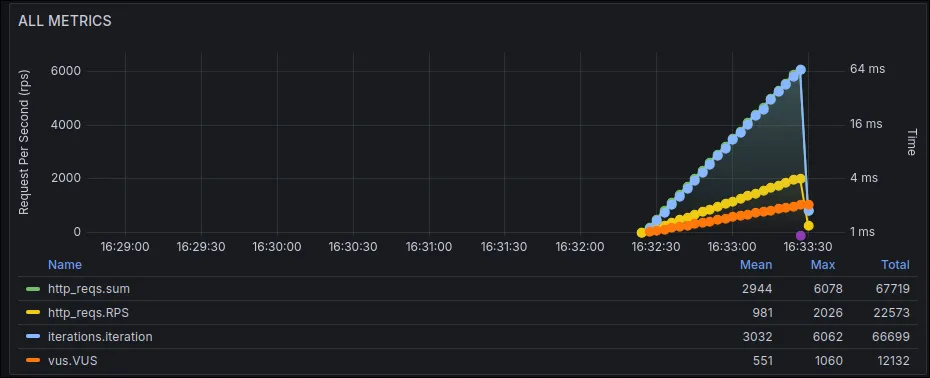 ALL METRICS
Request Per Second (rps)
6000
4000
2000
0
64 ms
16 ms
4 ms
1 ms
Time
16:29:00 16:29:30 16:30:00 16:30:30 16:31:00 16:31:30 16:32:00 16:32:30 16:33:00 16:33:30
Name Mean Max Total
http_reqs.sum 2944 6078 67719
http_reqs.RPS 981 2026 22573
iterations.iteration 3032 6062 66699
vus.VUS 551 1060 12132